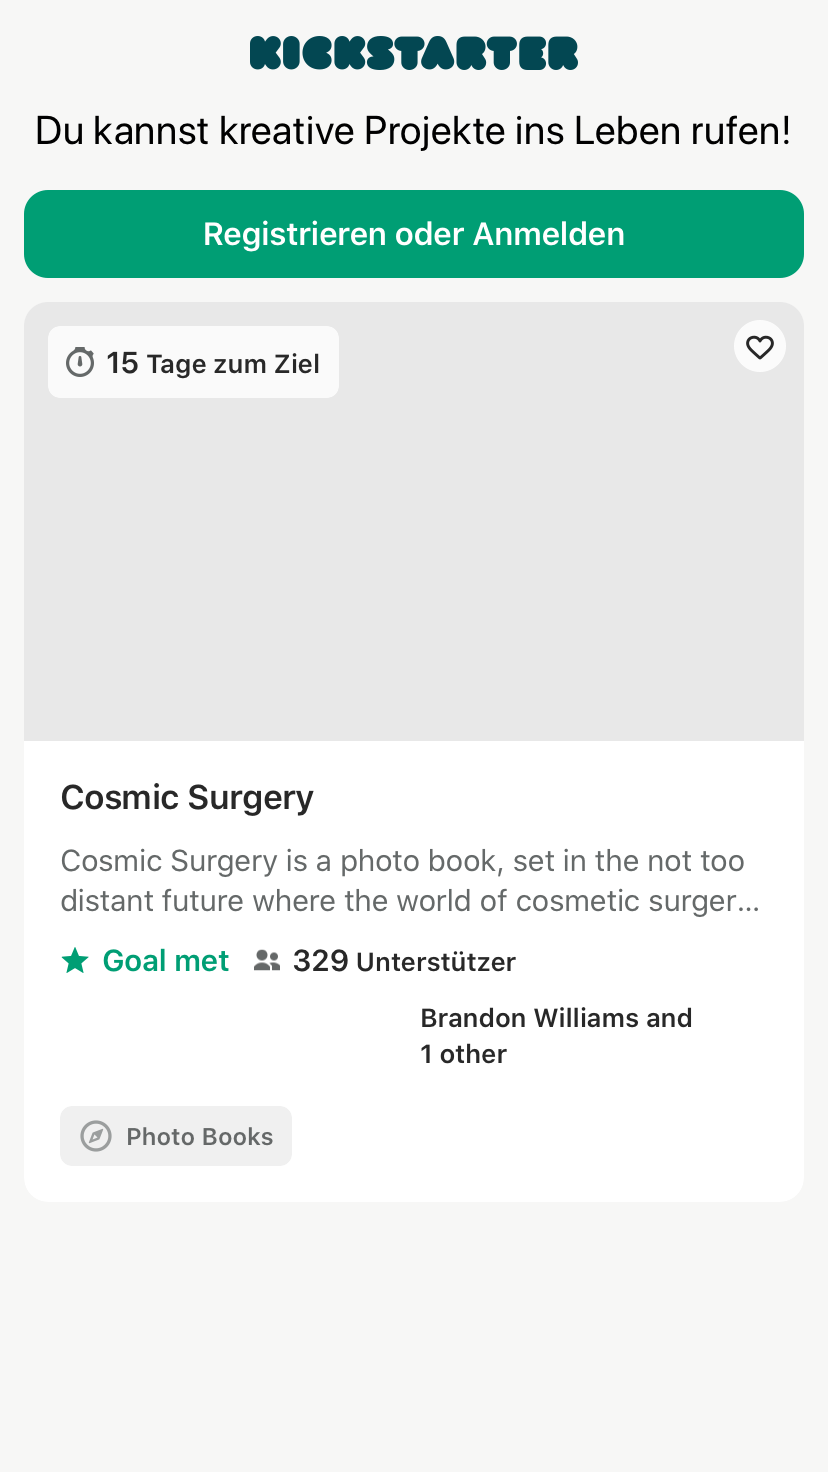 KICKSTARTER
Du kannst kreative Projekte ins Leben rufen!
Registrieren oder Anmelden
15 Tage zum Ziel
Cosmic Surgery
Cosmic Surgery is a photo book, set in the not too
distant future where the world of cosmetic surger...
Goal met 329 Unterstützer
Brandon Williams and
1 other
Photo Books